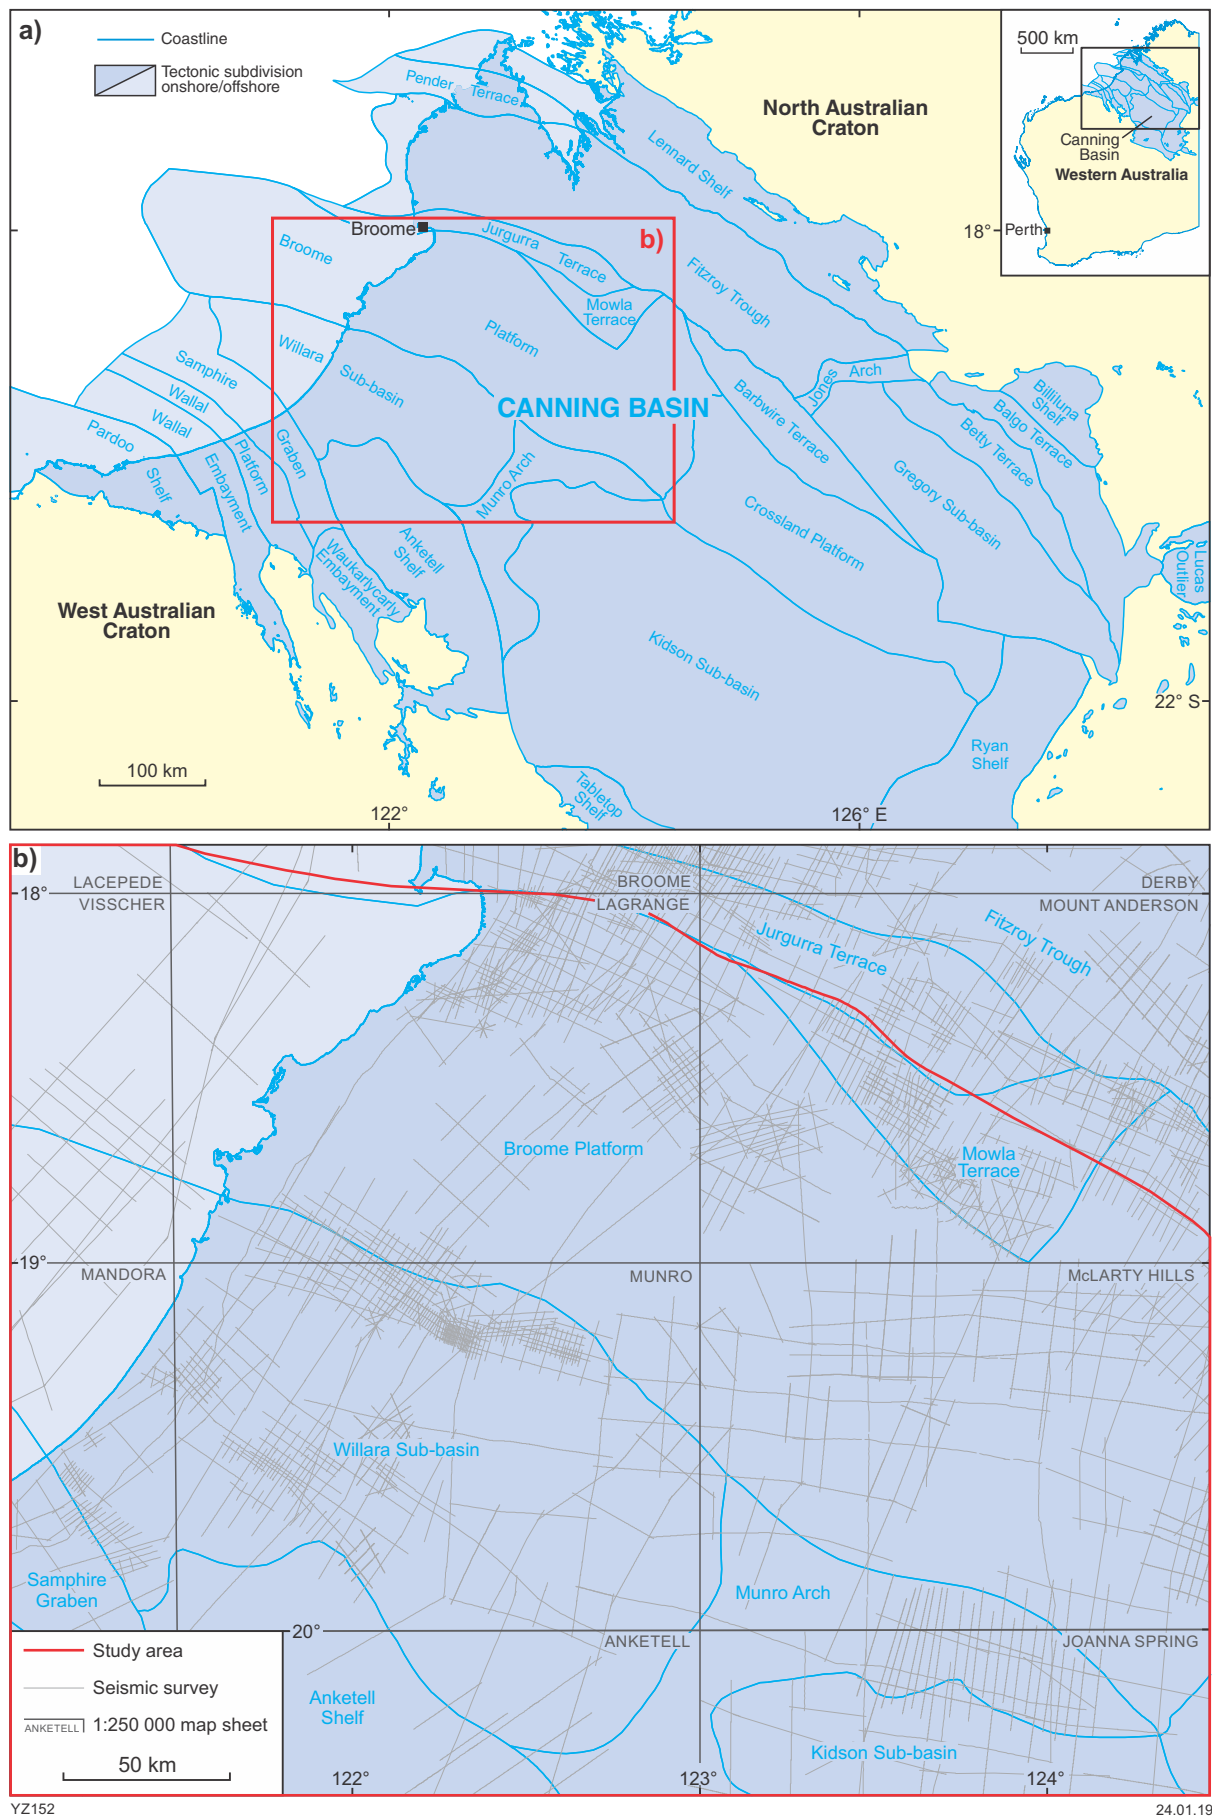 a)
Coastline
Tectonic subdivision
onshore/offshore
Pender Terrace
North Australian
Craton
500 km
Canning
Basin
Western Australia
Perth
18°
Lennard Shelf
Broome
b)
Broome
Jurgurra
Terrace
Mowla
Terrace
Fitzroy Trough
Platform
Willara
Sub-basin
Samphire
Graben
Wallal
Platform
Wallal
Embayment
Pardoo
Shelf
CANNING BASIN
Jones
Arch
Barbwire Terrace
Billiluna
Shelf
Balgo Terrace
Betty Terrace
Gregory Sub-basin
Munro Arch
Crossland Platform
Anketell
Shelf
Waukarlycarly
Embayment
Lucas
Outlier
West Australian
Craton
Kidson Sub-basin
22° S
Ryan
Shelf
Tabletop
Shelf
100 km
122°
126° E
b)
18°
LACEPEDE
VISSCHER
BROOME
LAGRANGE
DERBY
MOUNT ANDERSON
Jurgurra Terrace
Fitzroy Trough
Broome Platform
Mowla
Terrace
19°
MANDORA
MUNRO
McLARTY HILLS
Willara Sub-basin
Samphire
Graben
Munro Arch
20°
ANKETELL
JOANNA SPRING
Study area
Seismic survey
ANKETELL
1:250 000 map sheet
50 km
Anketell
Shelf
Kidson Sub-basin
122°
123°
124°
YZ152
24.01.19